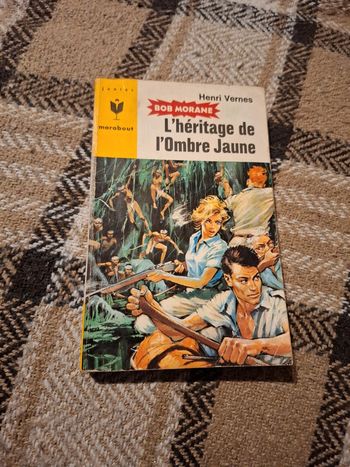 junior
marabout
Henri Vernes
BOB MORANE
L'héritage de
l'Ombre Jaune